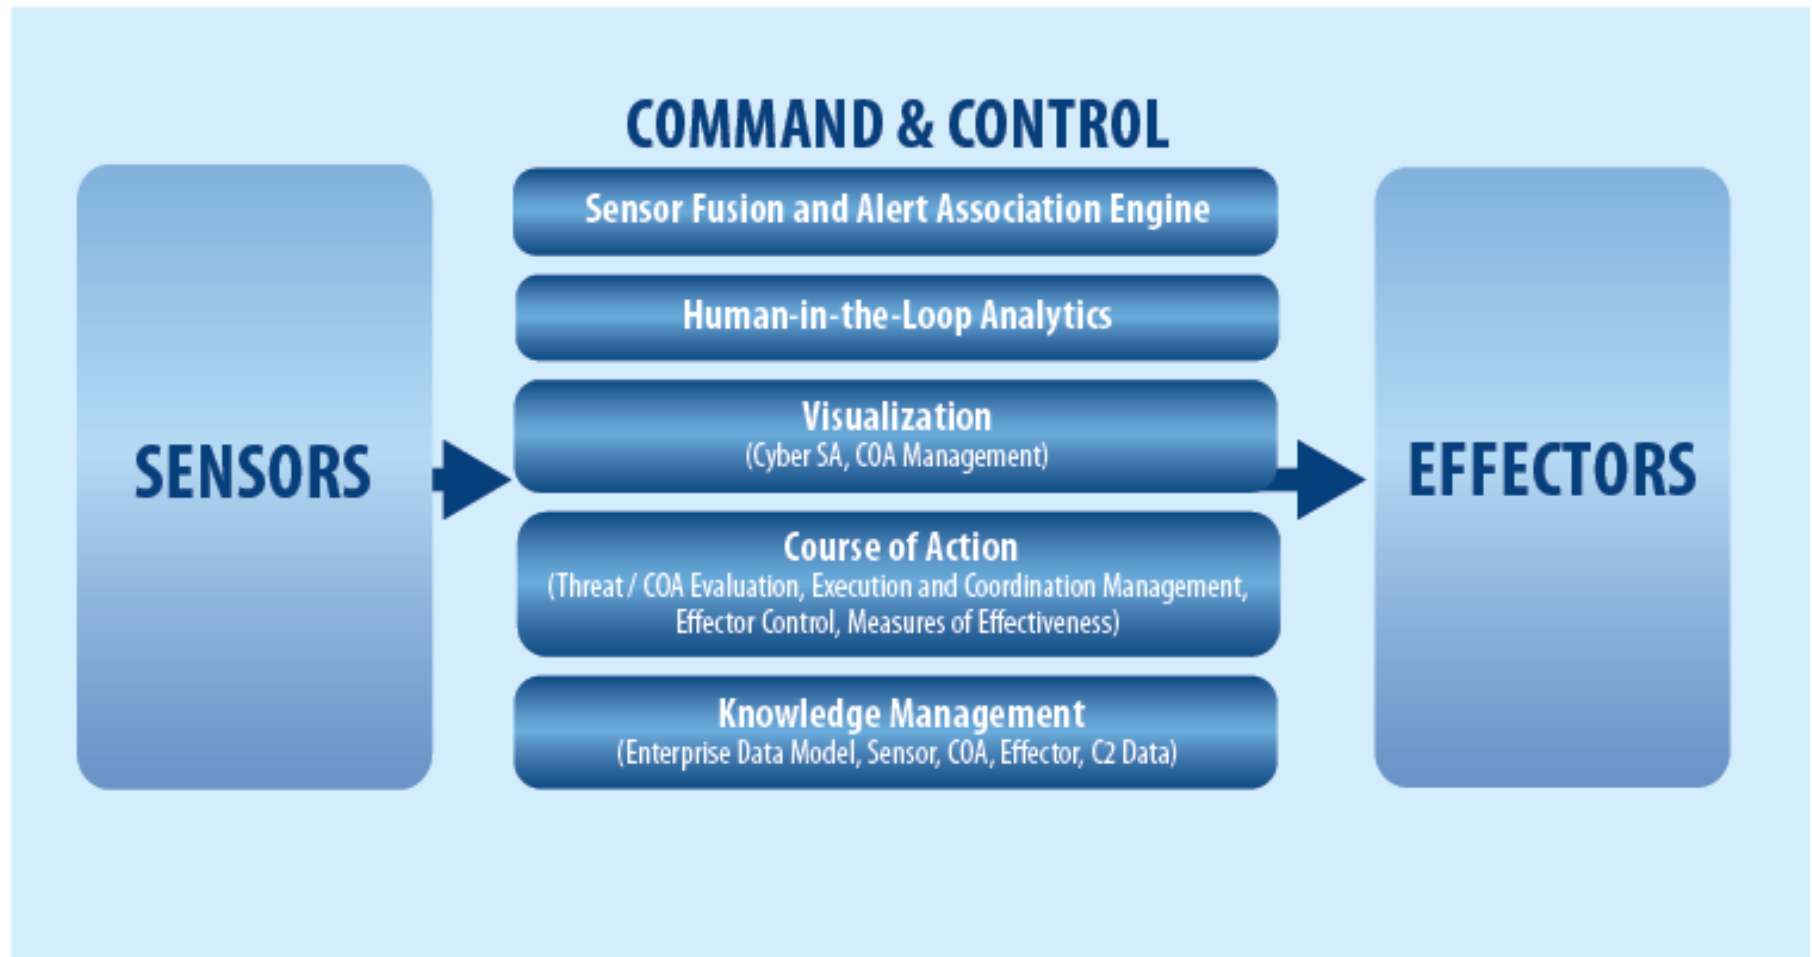 COMMAND & CONTROL
SENSORS
Sensor Fusion and Alert Association Engine
Human-in-the-Loop Analytics
Visualization
(Cyber SA, COA Management)
Course of Action
(Threat / COA Evaluation, Execution and Coordination Management,
Effector Control, Measures of Effectiveness)
Knowledge Management
(Enterprise Data Model, Sensor, COA, Effector, C2 Data)
EFFECTORS